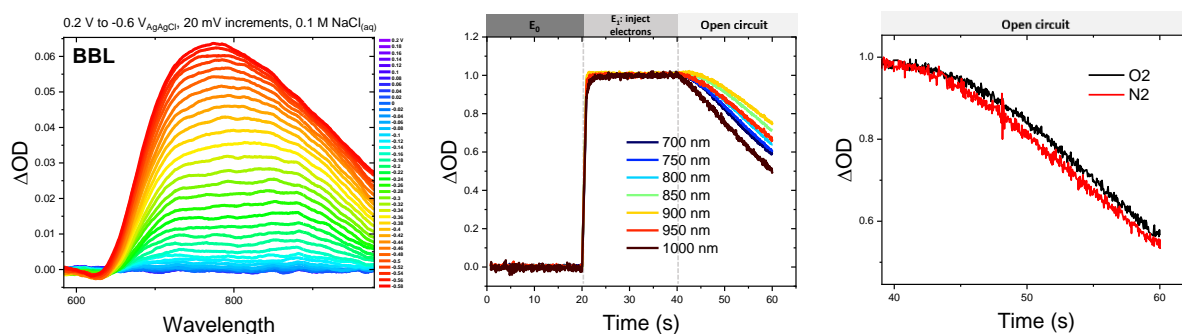 0.2 V to -0.6 VAgAgCl, 20 mV increments, 0.1 M NaCl(aq)
BBL
ΔOD
0.06
0.05
0.04
0.03
0.02
0.01
0.00
600
800
Wavelength
0.2 V
0.18
0.16
0.14
0.12
0.1
0.08
0.06
0.04
0.02
0
-0.02
-0.04
-0.06
-0.08
-0.1
-0.12
-0.14
-0.16
-0.18
-0.2
-0.22
-0.24
-0.26
-0.28
-0.3
-0.32
-0.34
-0.36
-0.38
-0.4
-0.42
-0.44
-0.46
-0.48
-0.5
-0.52
-0.54
-0.56
-0.58
E0
E1: inject
electrons
Open circuit
ΔOD
1.2
1.0
0.8
0.6
0.4
0.2
0.0
700 nm
750 nm
800 nm
850 nm
900 nm
950 nm
1000 nm
0
10
20
30
40
50
60
Time (s)
Open circuit
ΔOD
1.0
0.8
0.6
O2
N2
40
50
60
Time (s)